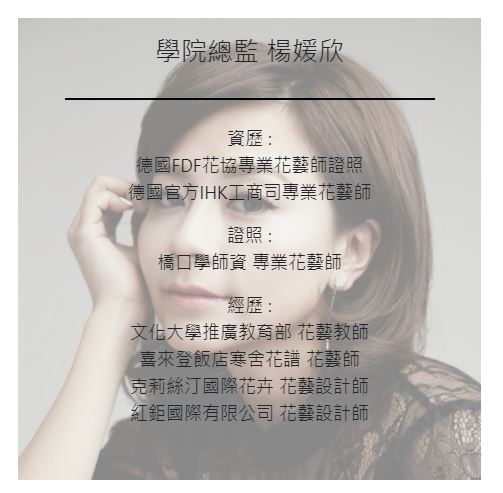 學院總監 楊媛欣
資歷 :
德國FDF花協專業花藝師證照
德國官方IHK工商司專業花藝師
證照 :
橋口學師資 專業花藝師
經歷 :
文化大學推廣教育部 花藝教師
喜來登飯店寒舍花譜 花藝師
克莉絲汀國際花卉 花藝設計師
紅鉅國際有限公司 花藝設計師